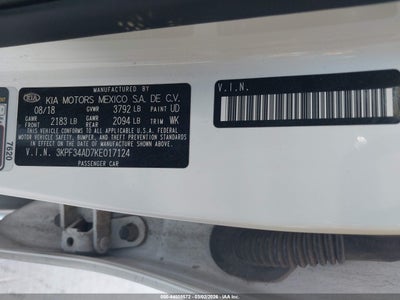 MANUFACTURED BY
KIA KIA MOTORS MEXICO S.A. DE C.V.
08/18 GVWR 3792 LB PAINT UD
GAWR FRONT 2183 LB GAWR REAR 2094 LB TRIM WK
THIS VEHICLE CONFORMS TO ALL APPLICABLE U.S.A. FEDERAL
MOTOR VEHICLE SAFETY, BUMPER, AND THEFT PREVENTION STANDARDS
IN EFFECT ON THE DATE OF MANUFACTURE SHOWN ABOVE.
V.I.N. 3KPF34AD7KE017124
PASSENGER CAR
V.I.N.
7620